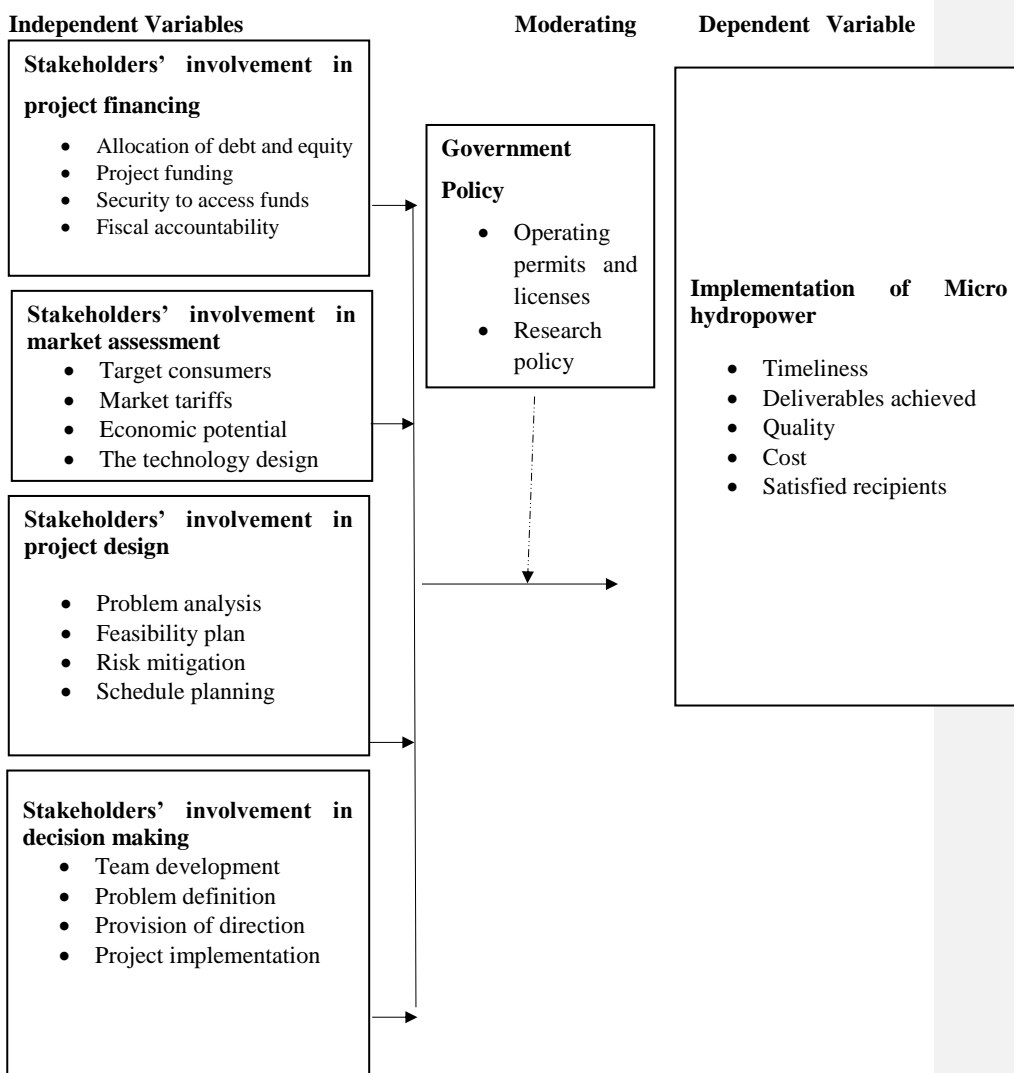 Independent Variables
Moderating
Dependent Variable
Stakeholders’ involvement in
project financing
• Allocation of debt and equity
• Project funding
• Security to access funds
• Fiscal accountability
Stakeholders’ involvement in
market assessment
• Target consumers
• Market tariffs
• Economic potential
• The technology design
Stakeholders’ involvement in
project design
• Problem analysis
• Feasibility plan
• Risk mitigation
• Schedule planning
Stakeholders’ involvement in
decision making
• Team development
• Problem definition
• Provision of direction
• Project implementation
Government
Policy
• Operating
permits and
licenses
• Research
policy
Implementation of Micro
hydropower
• Timeliness
• Deliverables achieved
• Quality
• Cost
• Satisfied recipients